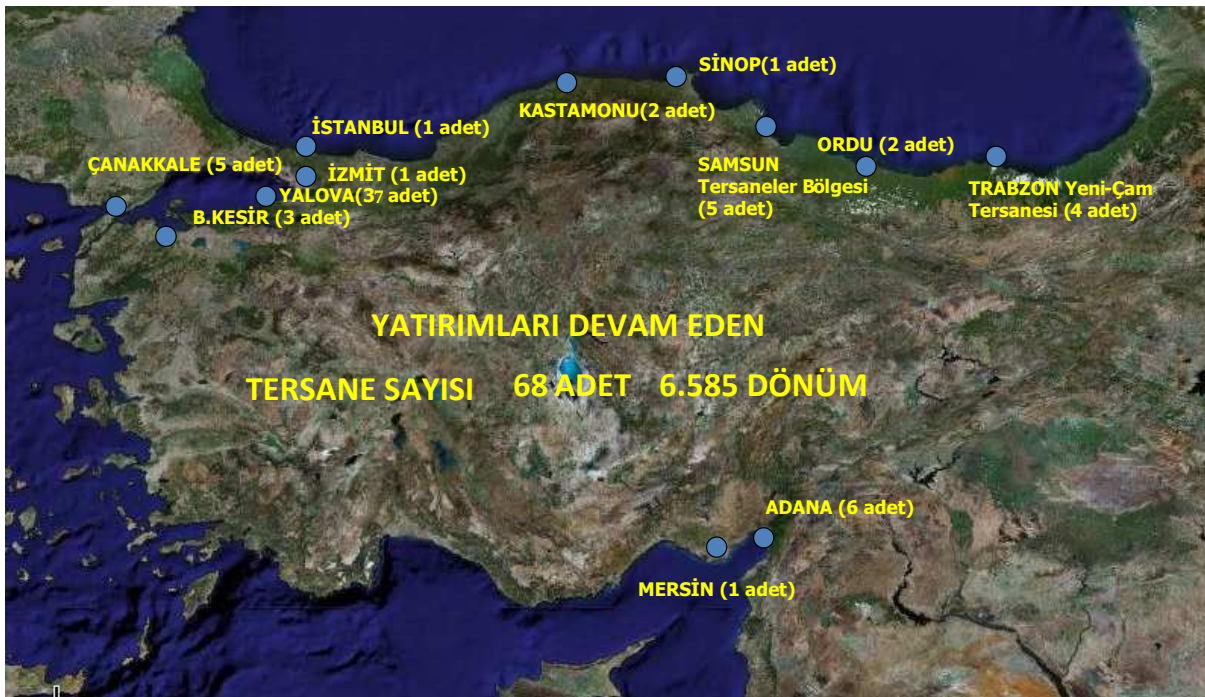 SİNOP(1 adet)
KASTAMONU(2 adet)
İSTANBUL (1 adet)
ORDU (2 adet)
ÇANAKKALE (5 adet)
İZMİT (1 adet)
SAMSUN
Tersaneler Bölgesi
(5 adet)
TRABZON Yeni-Çam
Tersanesi (4 adet)
YALOVA(37 adet)
B.KESİR (3 adet)
YATIRIMLARI DEVAM EDEN
TERSANE SAYISI 68 ADET 6.585 DÖNÜM
ADANA (6 adet)
MERSİN (1 adet)